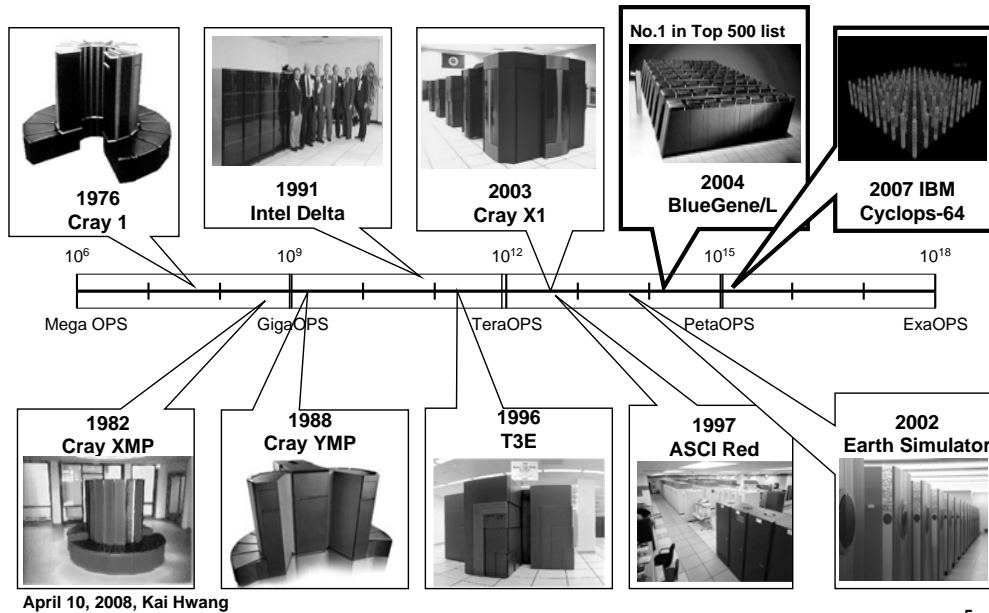 No.1 in Top 500 list
1976
Cray 1
1991
Intel Delta
2003
Cray X1
2004
BlueGene/L
2007 IBM
Cyclops-64
10⁶
10⁹
10¹²
10¹⁵
10¹⁸
Mega OPS
GigaOPS
TeraOPS
PetaOPS
ExaOPS
1982
Cray XMP
1988
Cray YMP
1996
T3E
1997
ASCI Red
2002
Earth Simulator
April 10, 2008, Kai Hwang